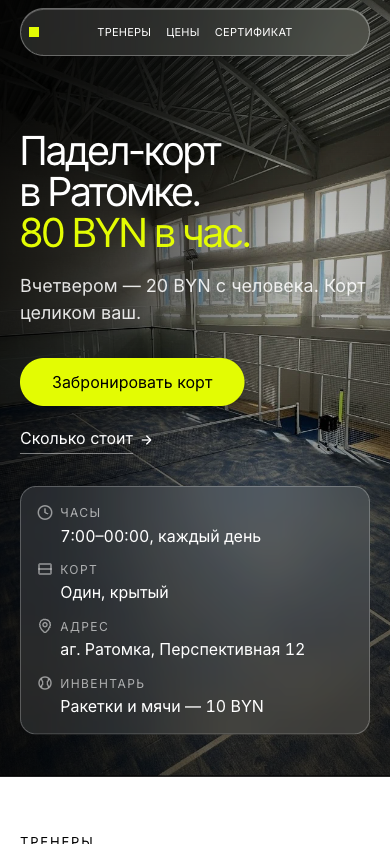 ТРЕНЕРЫ ЦЕНЫ СЕРТИФИКАТ
Падел-корт
в Ратомке.
80 BYN в час.
Вчетвером — 20 BYN с человека. Корт
целиком ваш.
Забронировать корт
Сколько стоит →
ЧАСЫ
7:00–00:00, каждый день
КОРТ
Один, крытый
АДРЕС
аг. Ратомка, Перспективная 12
ИНВЕНТАРЬ
Ракетки и мячи — 10 BYN
ТРЕНЕРЫ